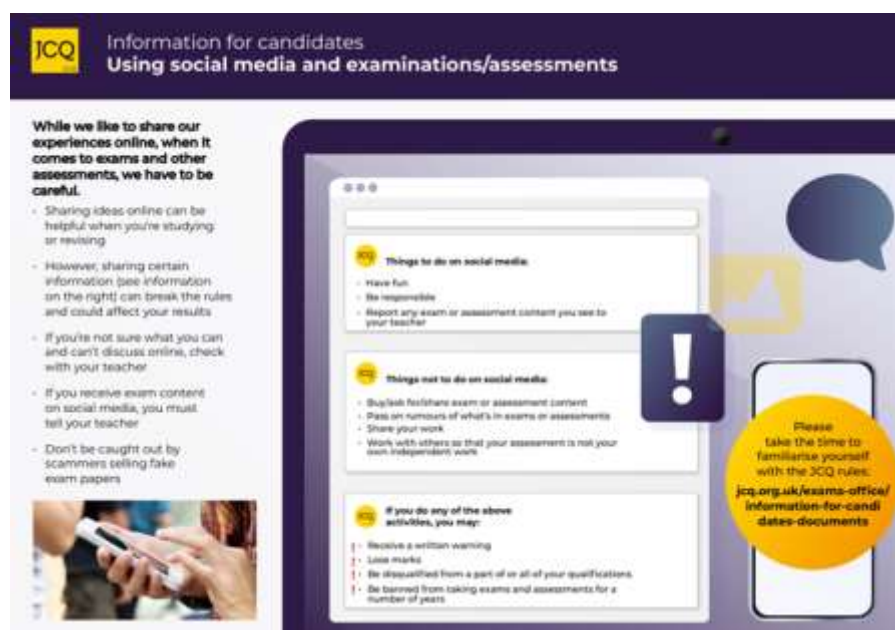 JCQ
Information for candidates
Using social media and examinations/assessments
While we like to share our
experiences online, when it
comes to exams and other
assessments, we have to be
careful.
- Sharing ideas online can be
helpful when you're studying
or revising
- However, sharing certain
information (see information
on the right) can break the rules
and could affect your results
- If you're not sure what you can
and can't discuss online, check
with your teacher
- If you receive exam content
on social media, you must
tell your teacher
- Don't be caught out by
scammers selling fake
exam papers
JCQ
Things to do on social media:
- Have fun
- Be responsible
- Report any exam or assessment content you see to
your teacher
JCQ
Things not to do on social media:
- Buy/ask for/share exam or assessment content
- Pass on rumours of what's in exams or assessments
- Share your work
- Work with others so that your assessment is not your
own independent work
JCQ
If you do any of the above
activities, you may:
! - Receive a written warning
! - Lose marks
! - Be disqualified from a part of or all of your qualifications
! - Be banned from taking exams and assessments for a
number of years
!
Please
take the time to
familiarise yourself
with the JCQ rules:
jcq.org.uk/exams-office/
information-for-candi
dates-documents